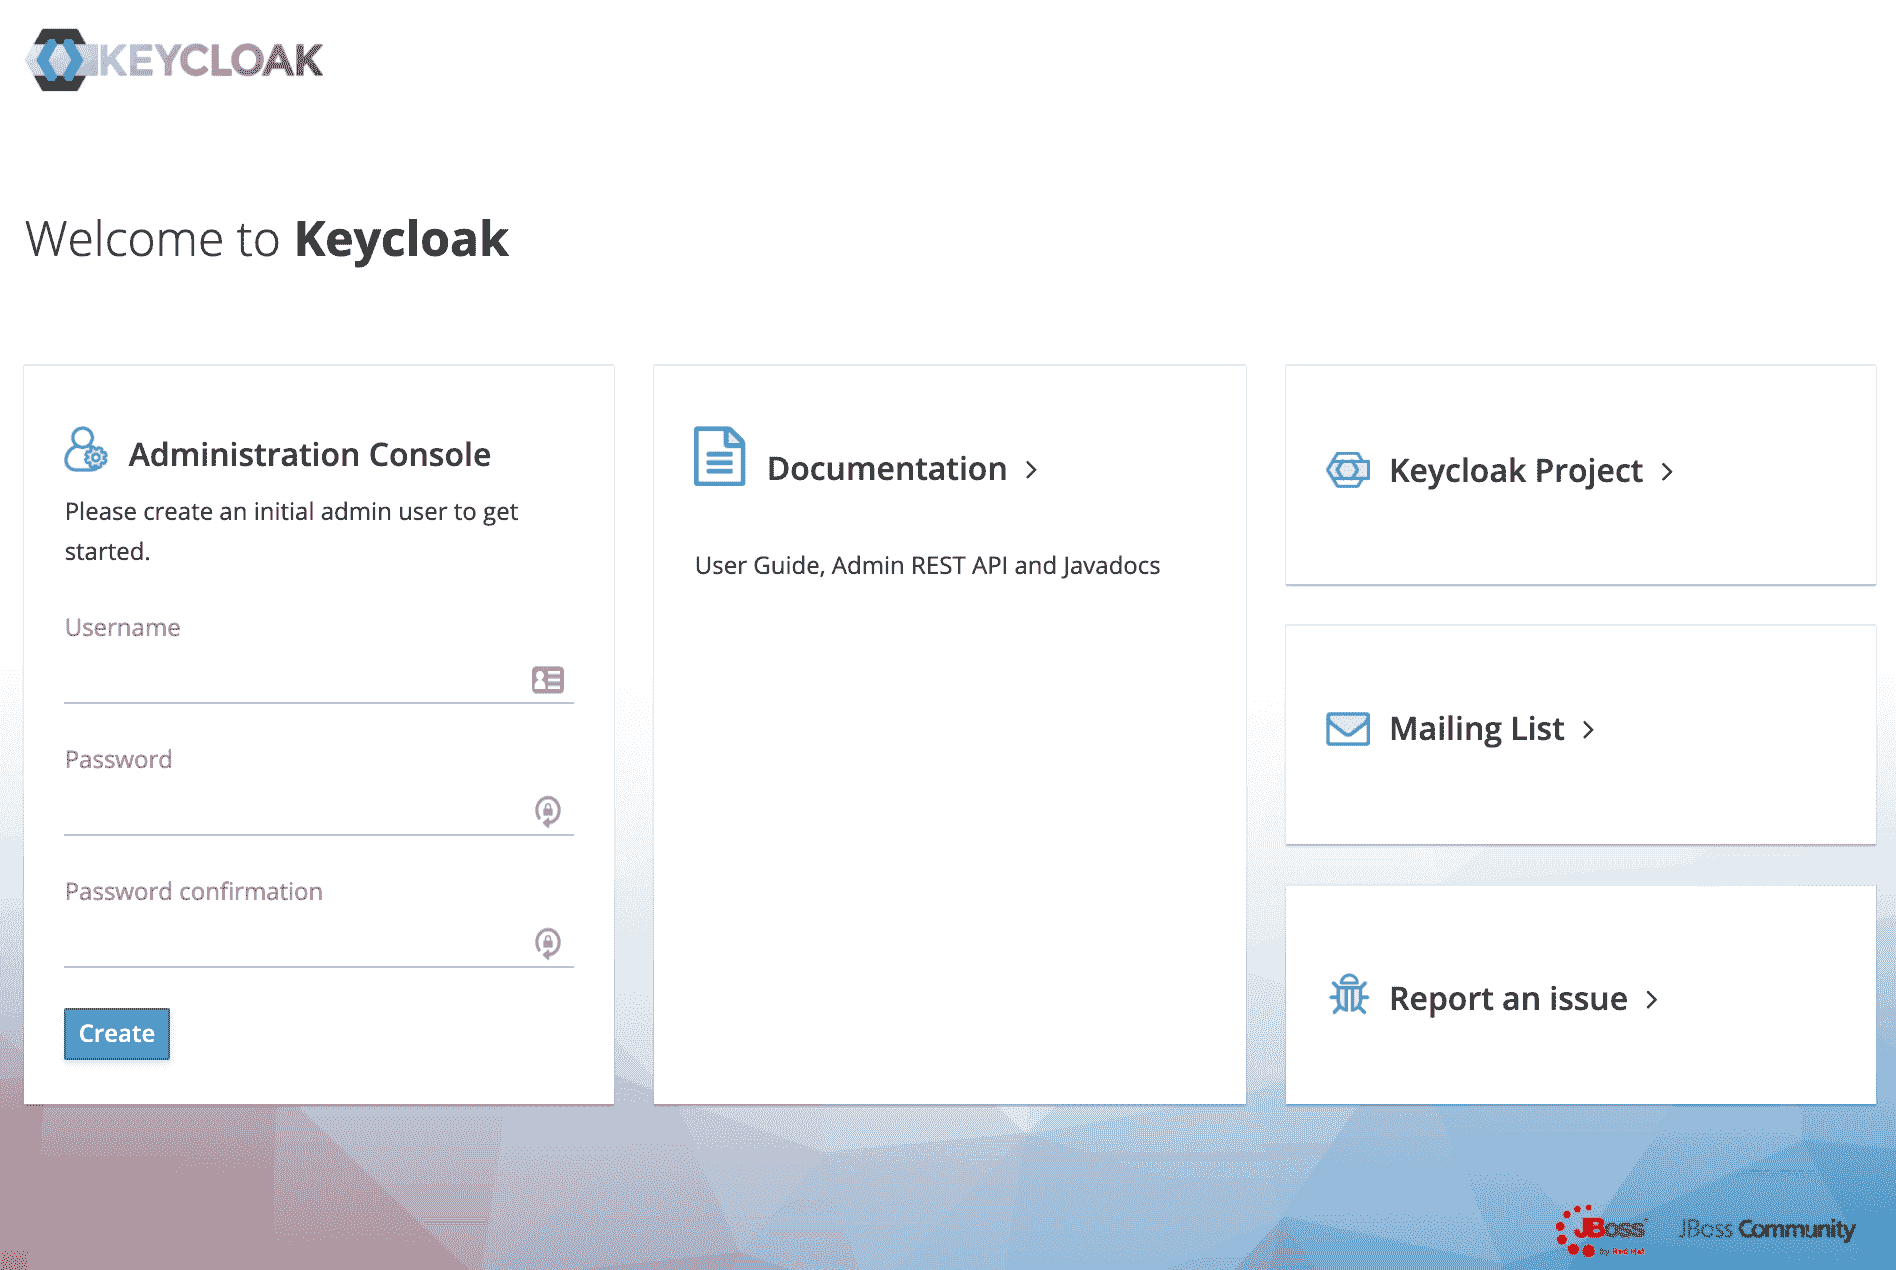 KEYCLOAK
Welcome to Keycloak
Administration Console
Please create an initial admin user to get
started.
Username
Password
Password confirmation
Create
Documentation
User Guide, Admin REST API and Javadocs
Keycloak Project
Mailing List
Report an issue
JBoss
by Red Hat
JBoss Community